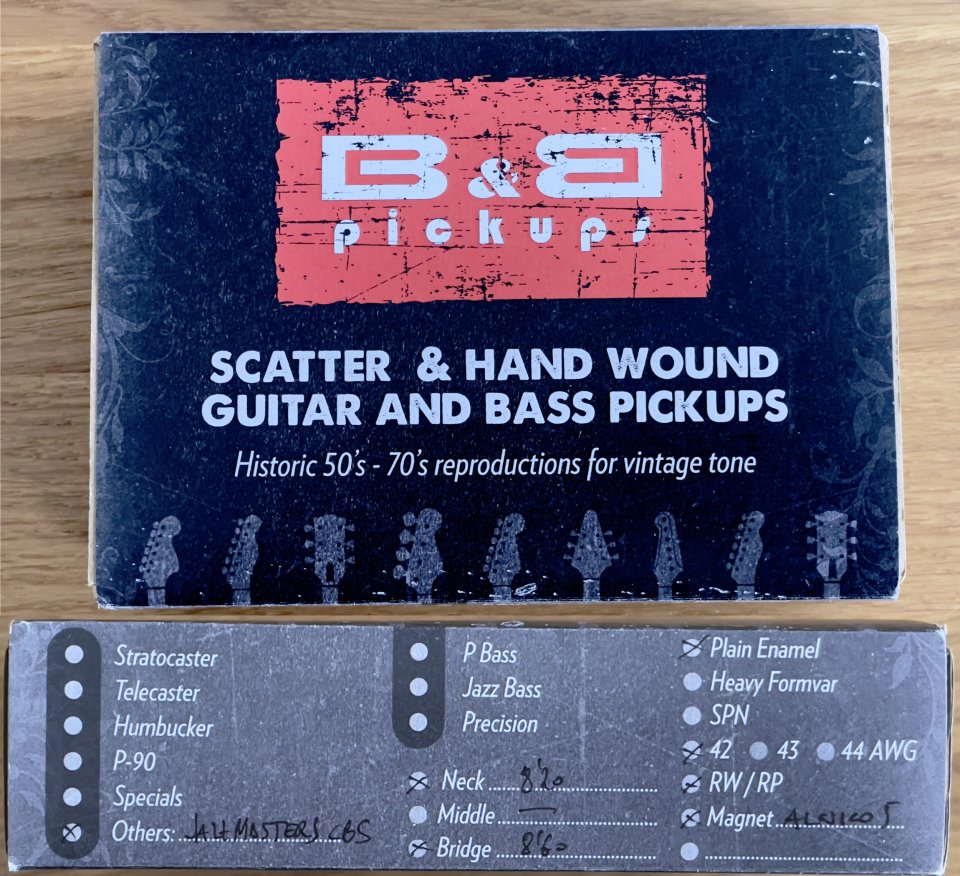 B & B
pickups
SCATTER & HAND WOUND
GUITAR AND BASS PICKUPS
Historic 50's - 70's reproductions for vintage tone
Stratocaster
Telecaster
Humbucker
P-90
Specials
Others: JAZZMASTERS CBS
P Bass
Jazz Bass
Precision
Neck 8'20
Middle —
Bridge 8'60
Plain Enamel
Heavy Formvar
SPN
42 43 44 AWG
RW / RP
Magnet ALNICO 5